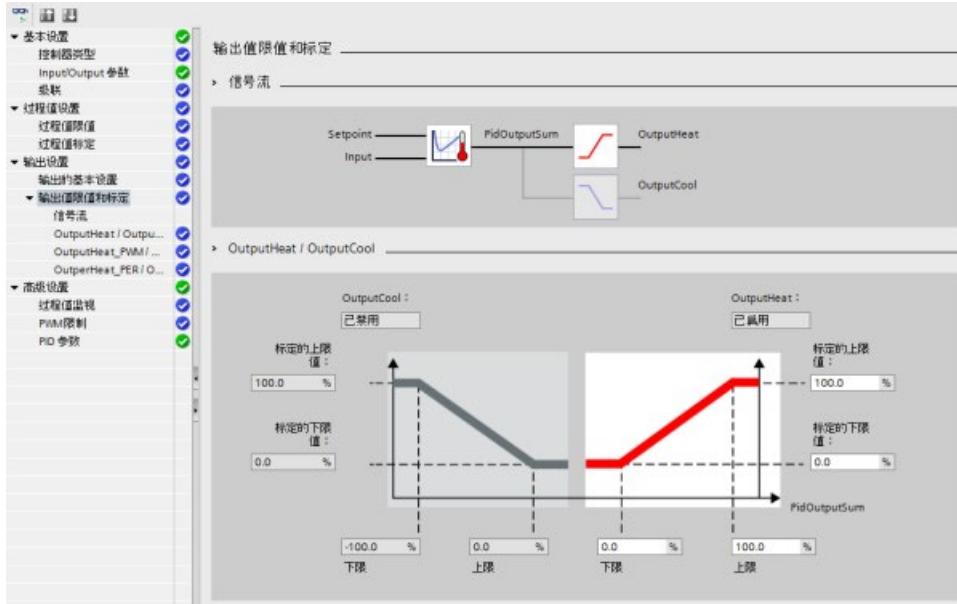 基本设置
控制器类型
Input/Output 参数
级联
过程值设置
过程值限值
过程值标定
输出设置
输出的基本设置
输出值限值和标定
信号流
OutputHeat / Outpu...
OutputHeat_PWM / ...
OutperHeat_PER / O...
高级设置
过程值监视
PWM限制
PID 参数
输出值限值和标定
信号流
Setpoint
Input
PidOutputSum
OutputHeat
OutputCool
OutputHeat / OutputCool
OutputCool：
已禁用
OutputHeat：
已启用
标定的上限
值：
100.0 %
标定的下限
值：
0.0 %
标定的上限
值：
100.0 %
标定的下限
值：
0.0 %
PidOutputSum
-100.0 %
0.0 %
0.0 %
100.0 %
下限
上限
下限
上限